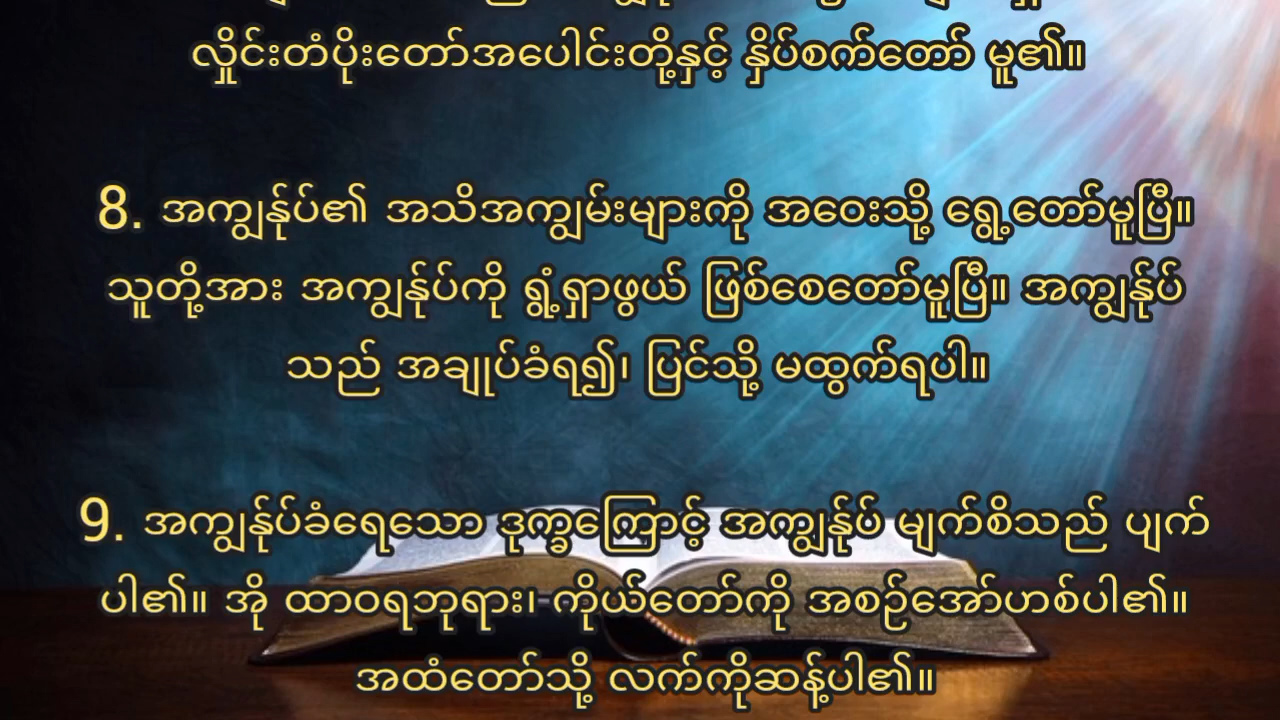 လှိုင်းတံပိုးတော်အပေါင်းတို့နှင့် နှိပ်စက်တော် မူ၏။
8. အကျွန်ုပ်၏ အသိအကျွမ်းများကို အဝေးသို့ ရွှေ့တော်မူပြီ။
သူတို့အား အကျွန်ုပ်ကို ရွံ့ရှာဖွယ် ဖြစ်စေတော်မူပြီ။ အကျွန်ုပ်
သည် အချုပ်ခံရ၍၊ ပြင်သို့ မထွက်ရပါ။
9. အကျွန်ုပ်ခံရေသော ဒုက္ခကြောင့် အကျွန်ုပ် မျက်စိသည် ပျက်
ပါ၏။ အို ထာဝရဘုရား၊ ကိုယ်တော်ကို အစဉ်အော်ဟစ်ပါ၏။
အထံတော်သို့ လက်ကိုဆန့်ပါ၏။